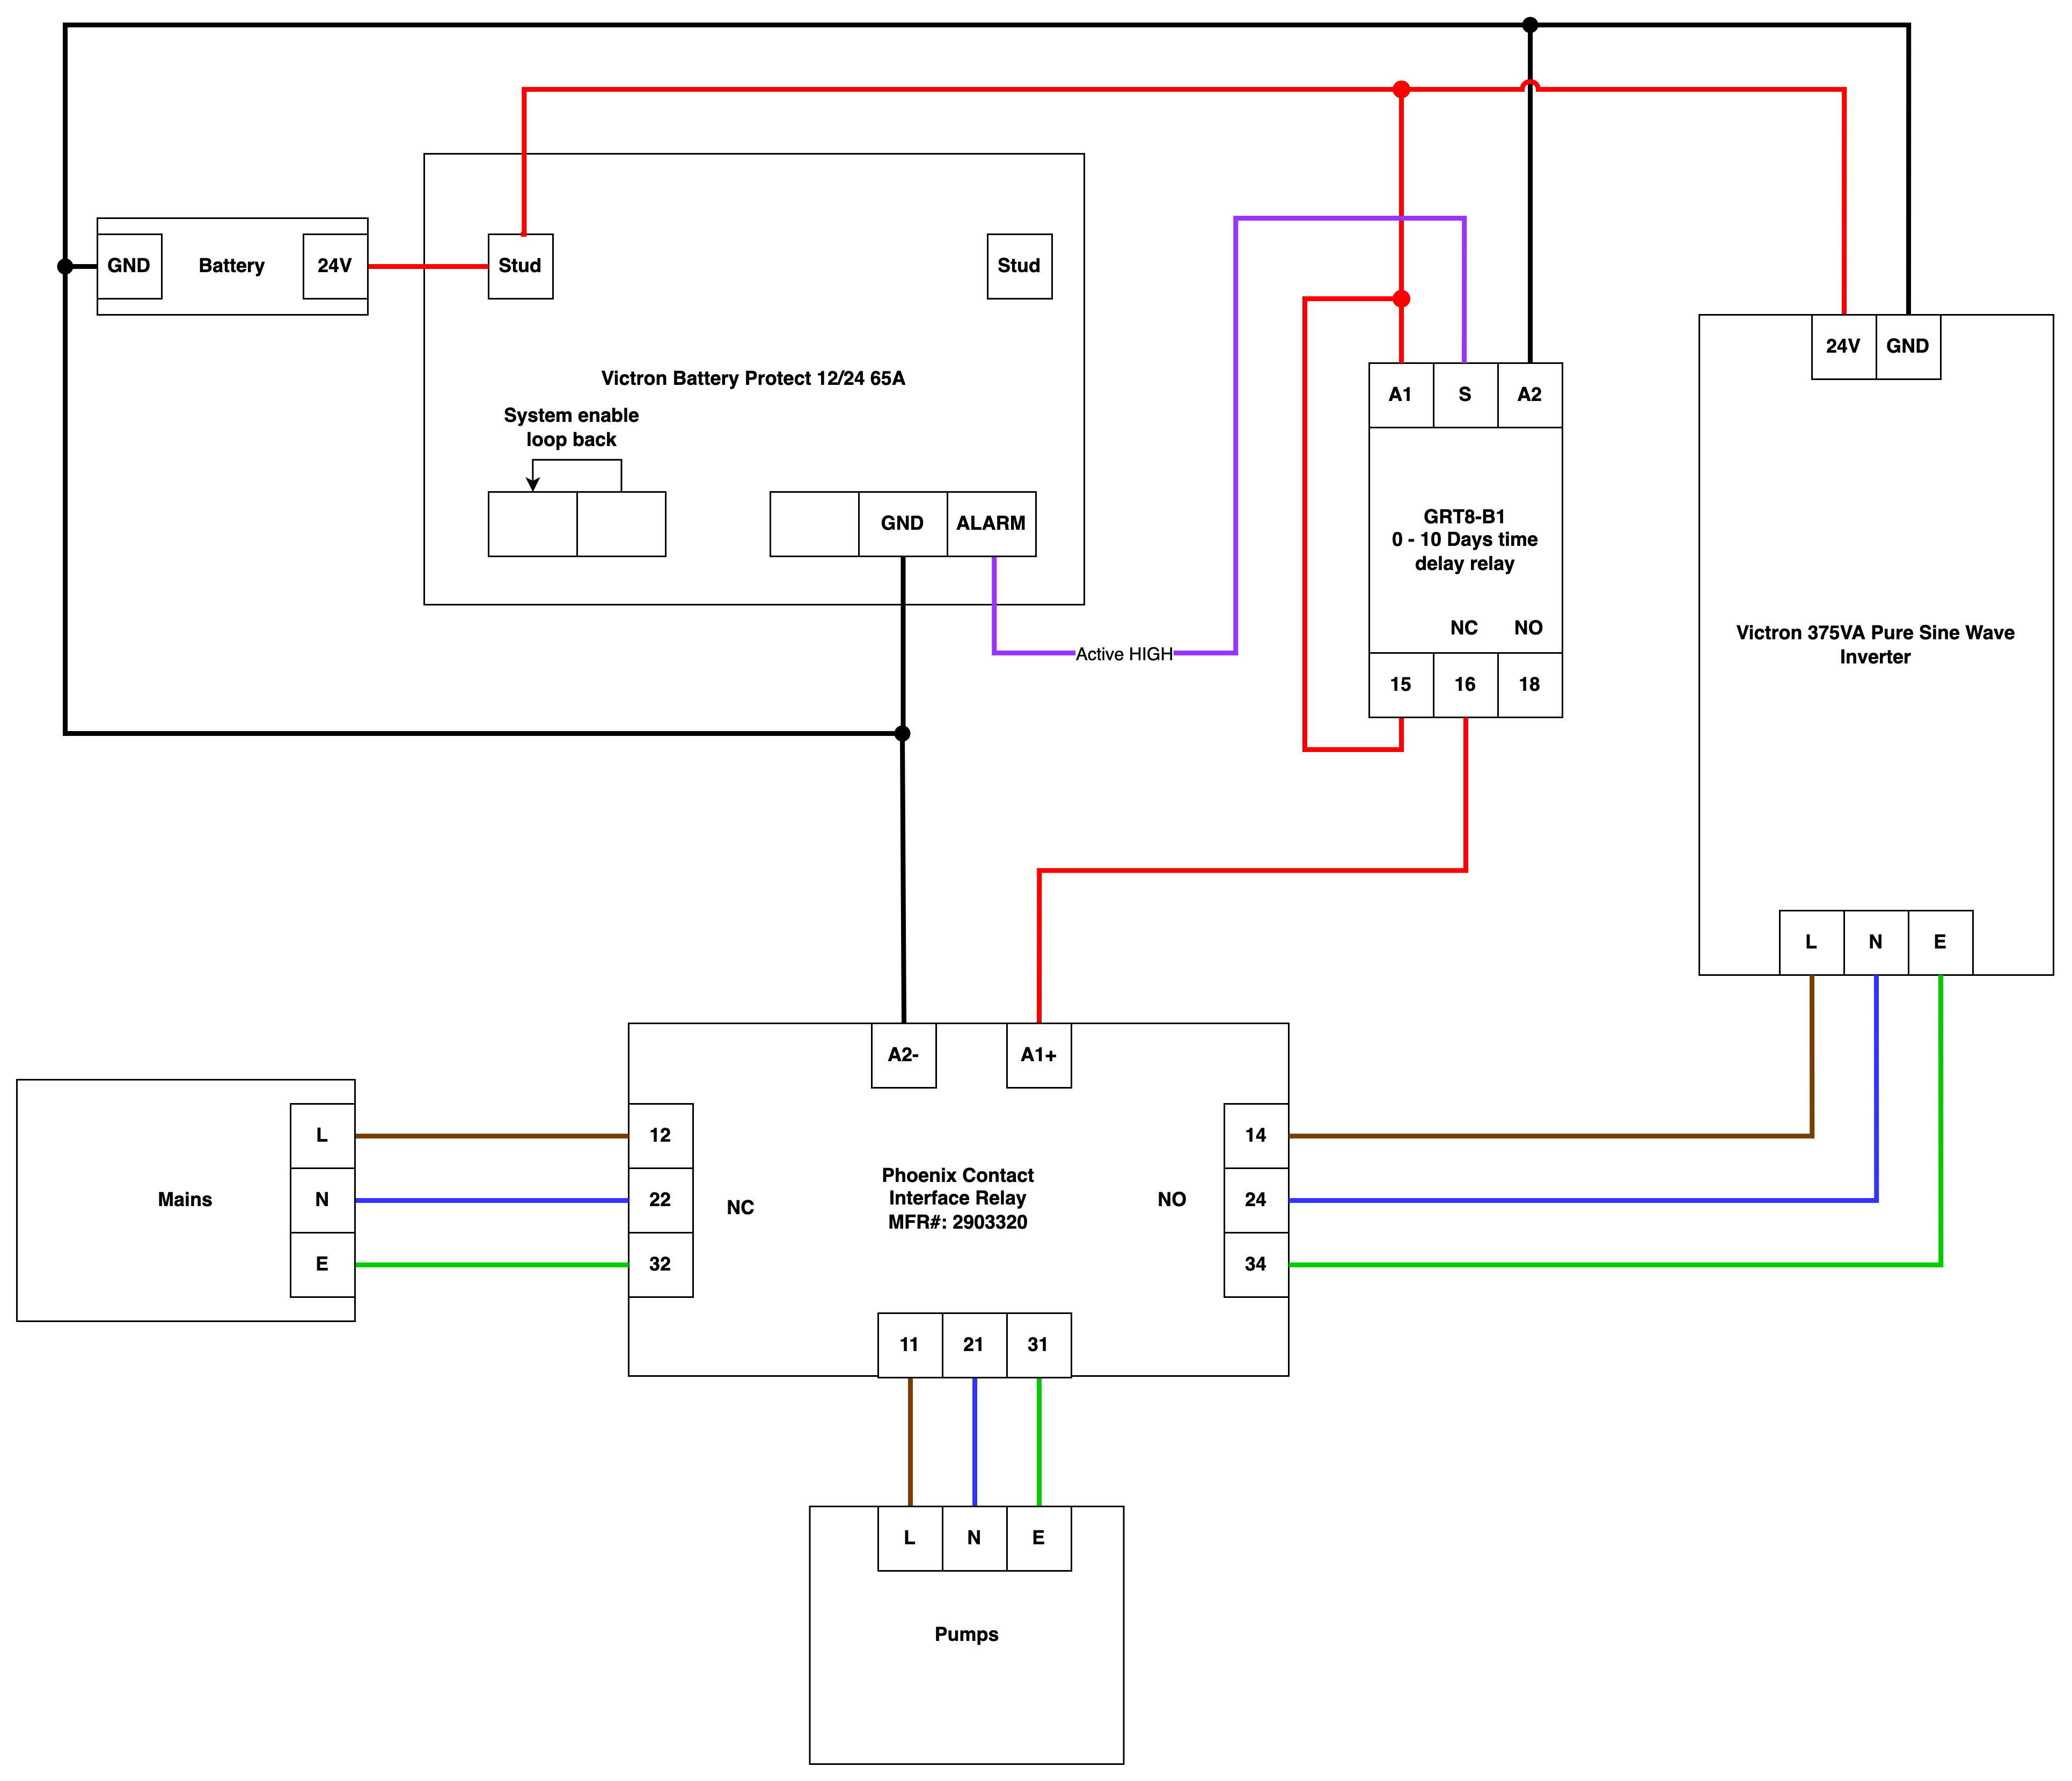 GND
Battery
24V
Stud
Stud
Victron Battery Protect 12/24 65A
System enable
loop back
GND
ALARM
Active HIGH
A1
S
A2
GRT8-B1
0 - 10 Days time
delay relay
NC
NO
15
16
18
24V
GND
Victron 375VA Pure Sine Wave
Inverter
L
N
E
A2-
A1+
Mains
L
N
E
12
22
32
NC
Phoenix Contact
Interface Relay
MFR#: 2903320
NO
14
24
34
11
21
31
L
N
E
Pumps